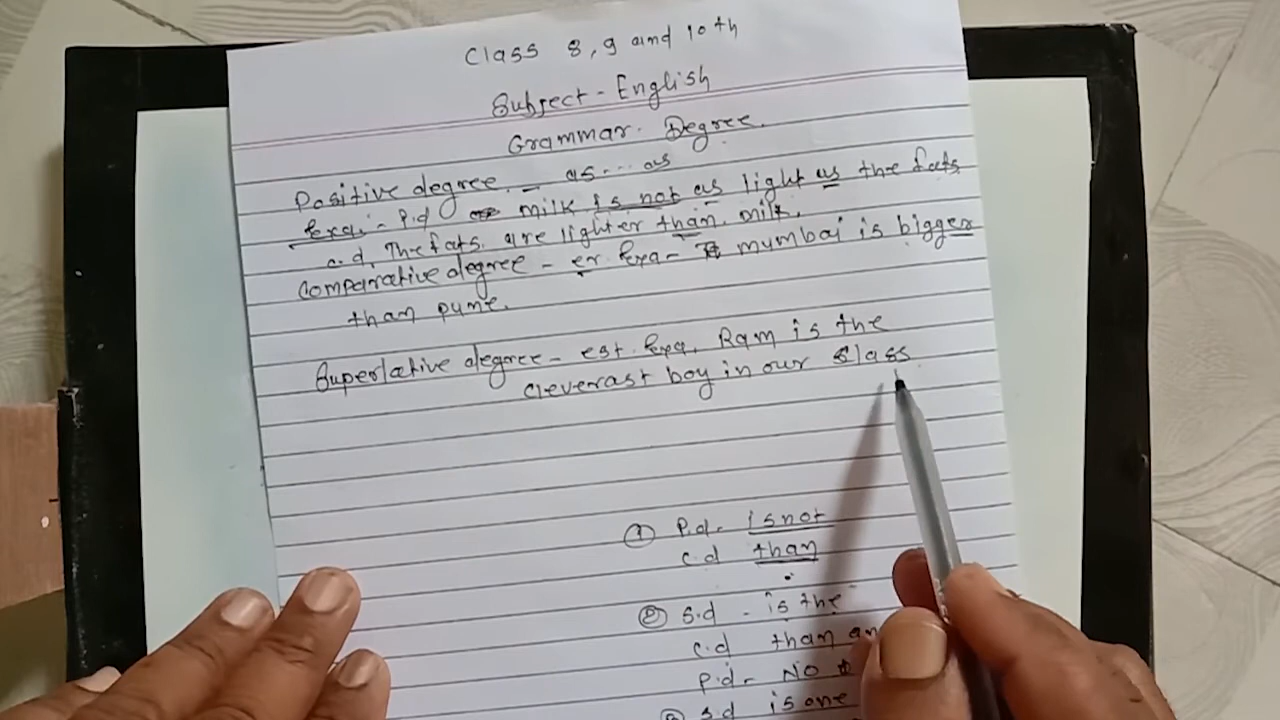 Class 8, 9 and 10th
Subject - English
Grammar. Degree.
Positive degree. - as... as
Exa:- P.d milk is not as light as the fats
c.d. The fats. are lighter than. milk.
Comparative degree - er. Exa- mumbai is bigger
than pune.
Superlative degree - est. Exa. Ram is the
cleverast boy in our class
① P.d- is not
c.d than
② S.d - is the
c.d than
p.d- No
S.d is one